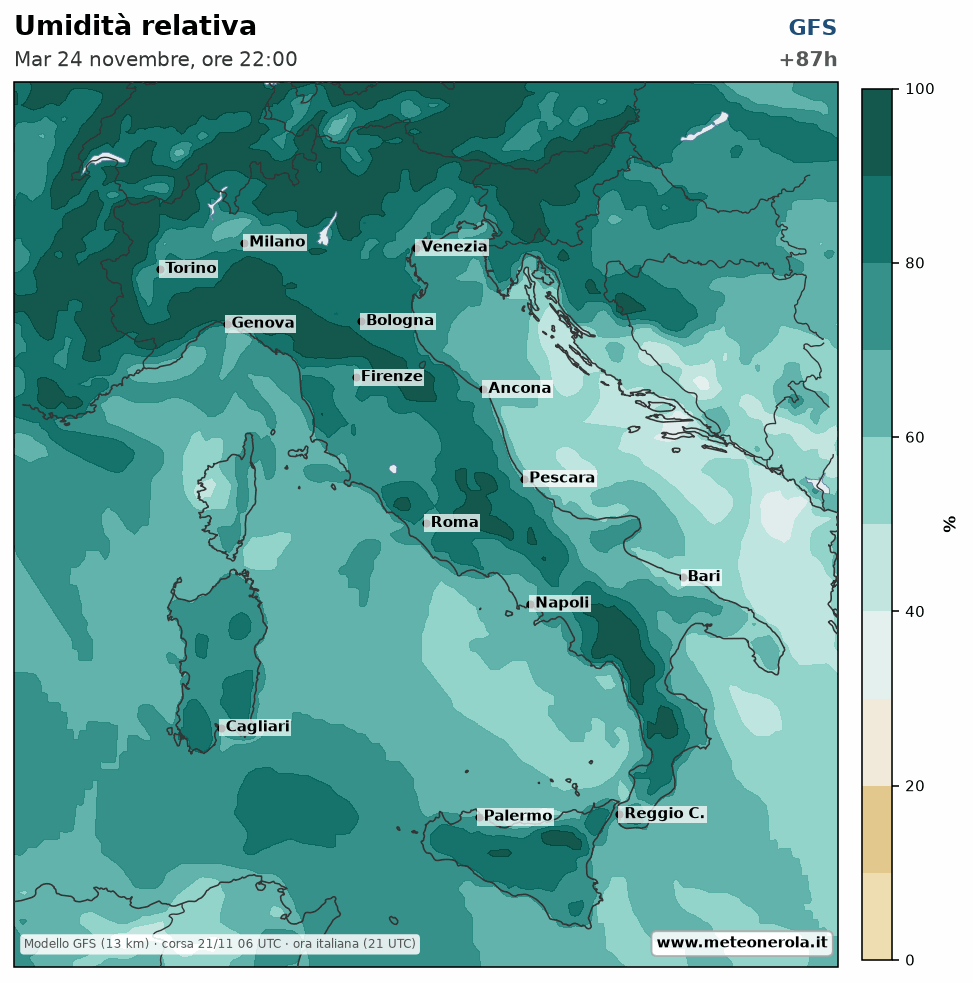 Umidità relativa
GFS
Mar 24 novembre, ore 22:00
+87h
100
80
60
40
20
0
%
Milano
Venezia
Torino
Genova
Bologna
Firenze
Ancona
Pescara
Roma
Bari
Napoli
Cagliari
Palermo
Reggio C.
Modello GFS (13 km) · corsa 21/11 06 UTC · ora italiana (21 UTC)
www.meteonerola.it